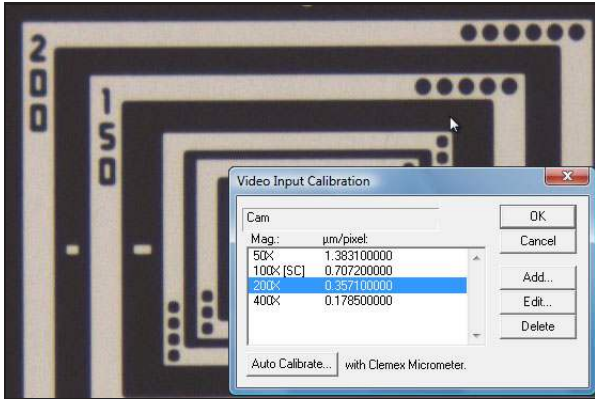 200
150
Video Input Calibration
Cam
Mag.: µm/pixel:
50X 1.383100000
100X [SC] 0.707200000
200X 0.357100000
400X 0.178500000
OK
Cancel
Add...
Edit...
Delete
Auto Calibrate... with Clemex Micrometer.